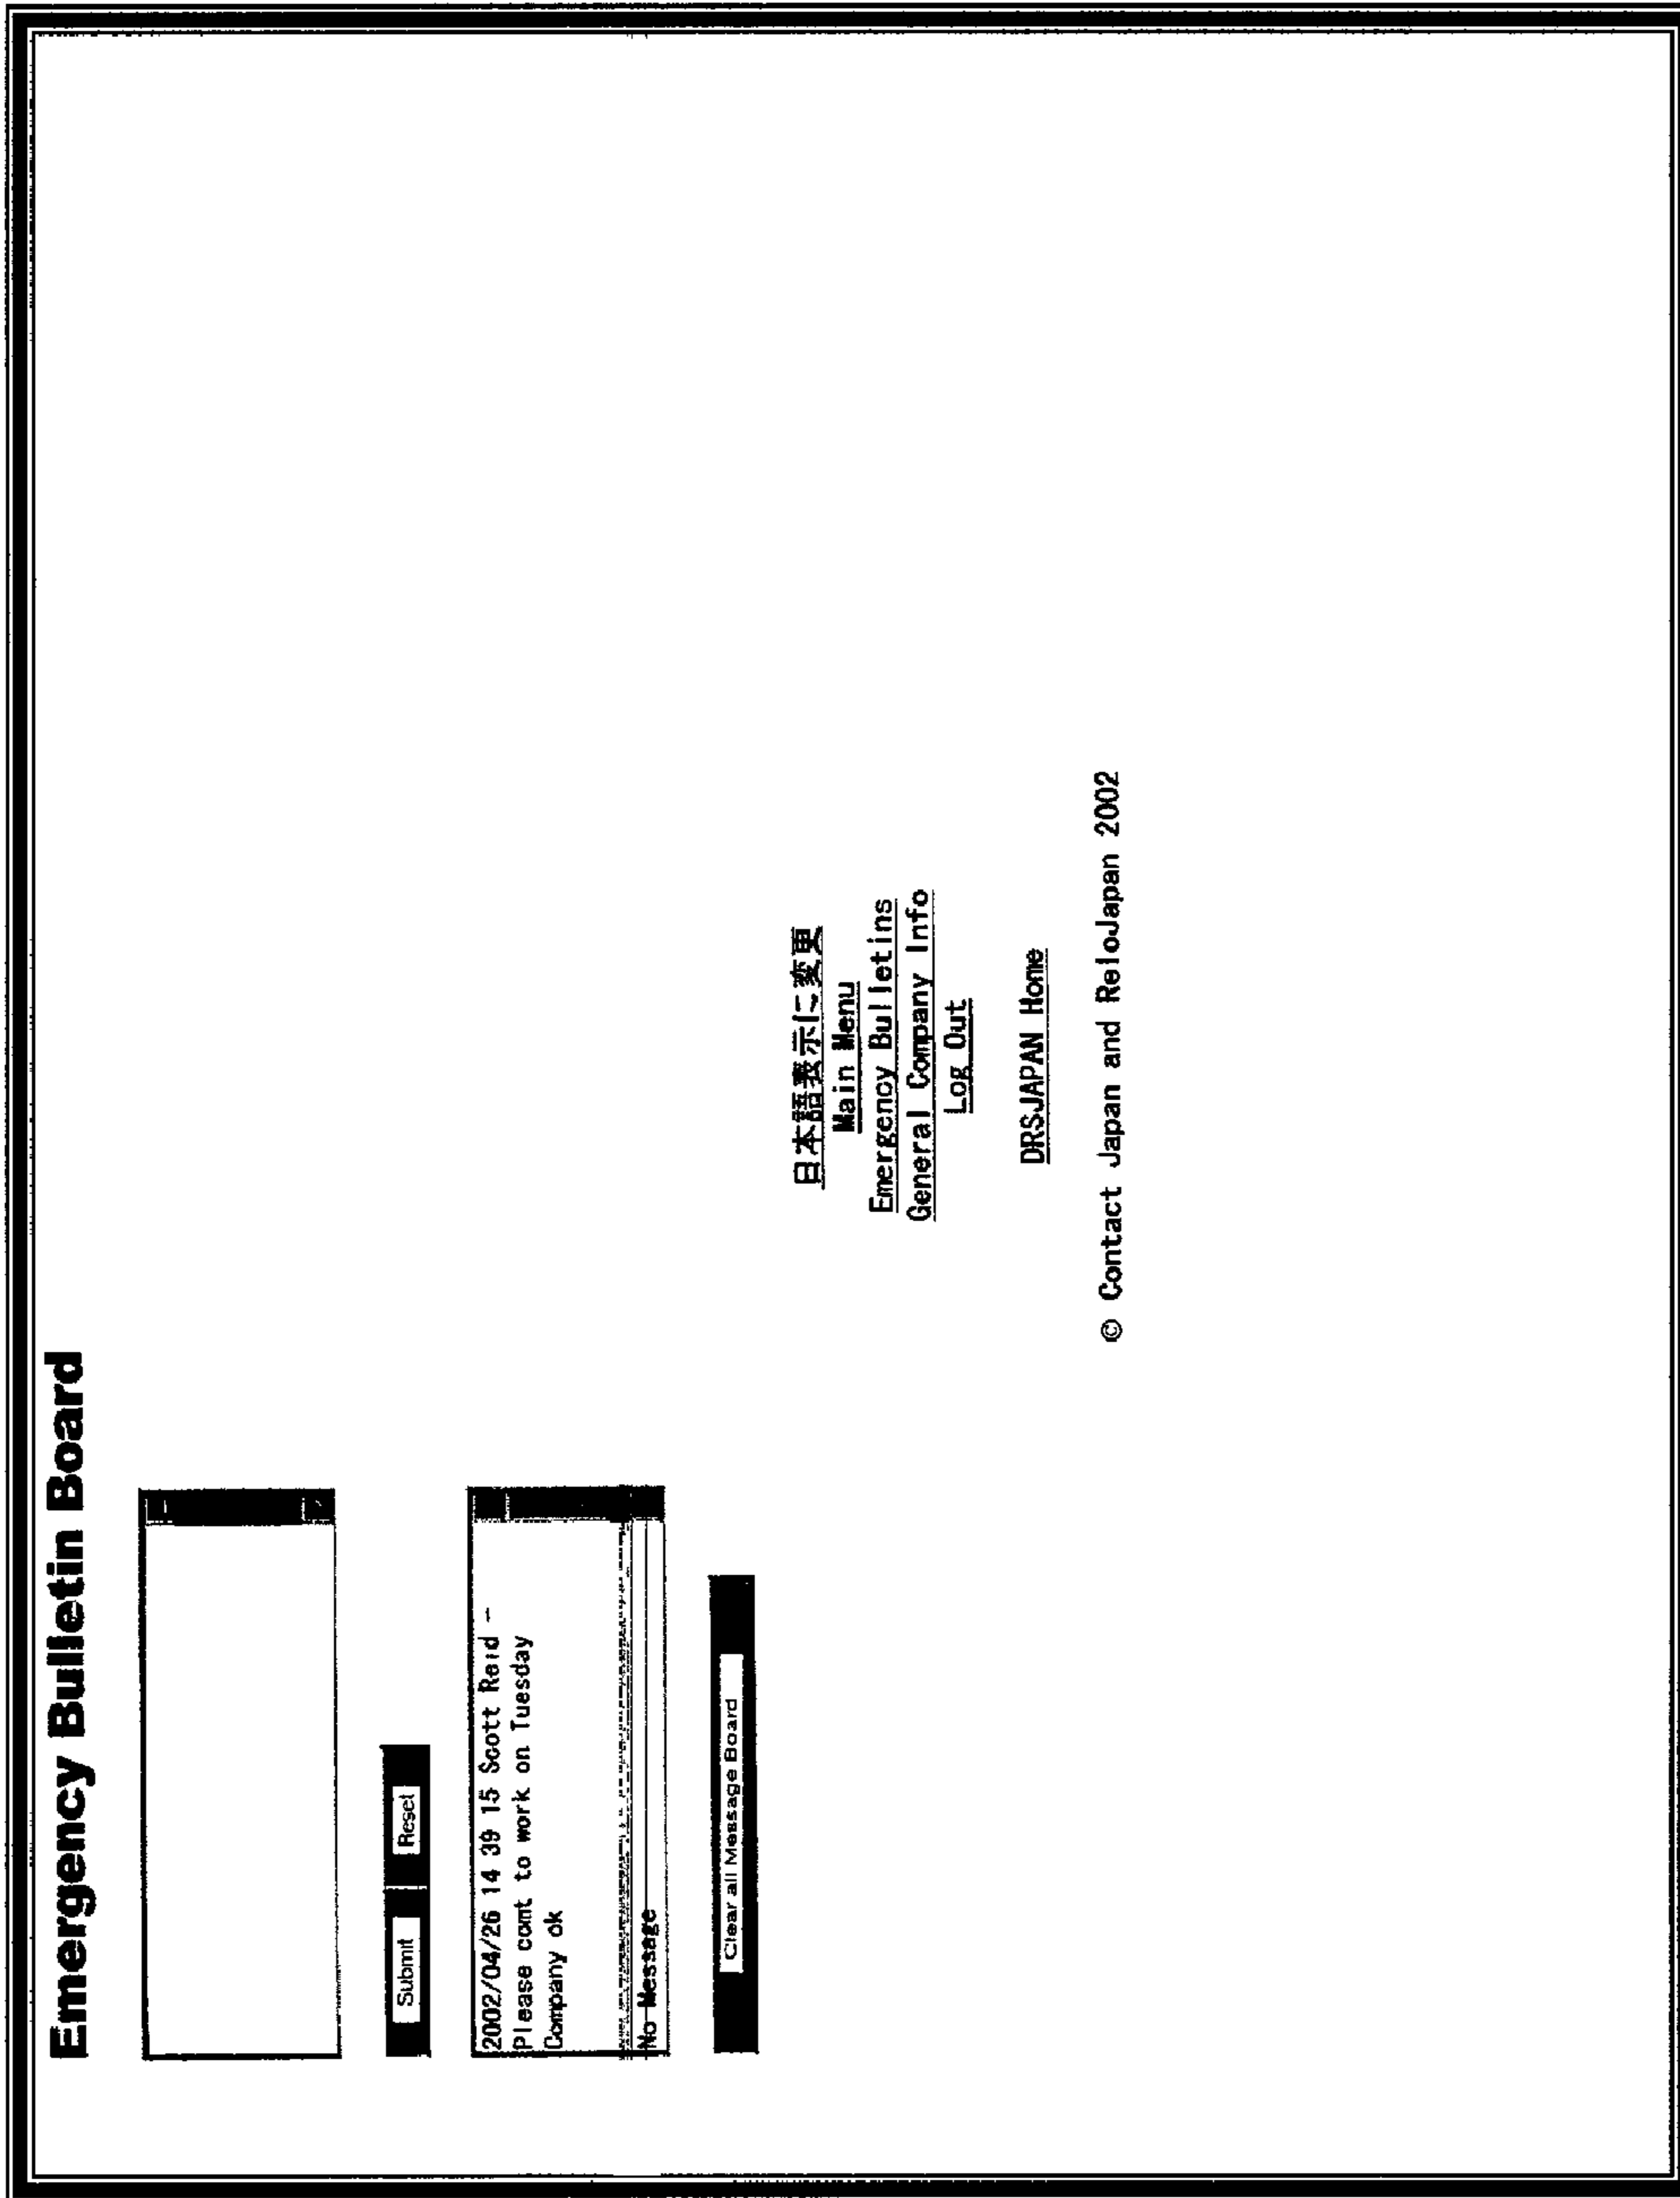 Emergency Bulletin Board
Submit Reset
2002/04/26 14 39 15 Scott Reid -
Please comt to work on Tuesday
Company ok
No Message
Clear all Message Board
日本語表示に変更
Main Menu
Emergency Bulletins
General Company Info
Log Out
DRSJAPAN Home
© Contact Japan and ReloJapan 2002